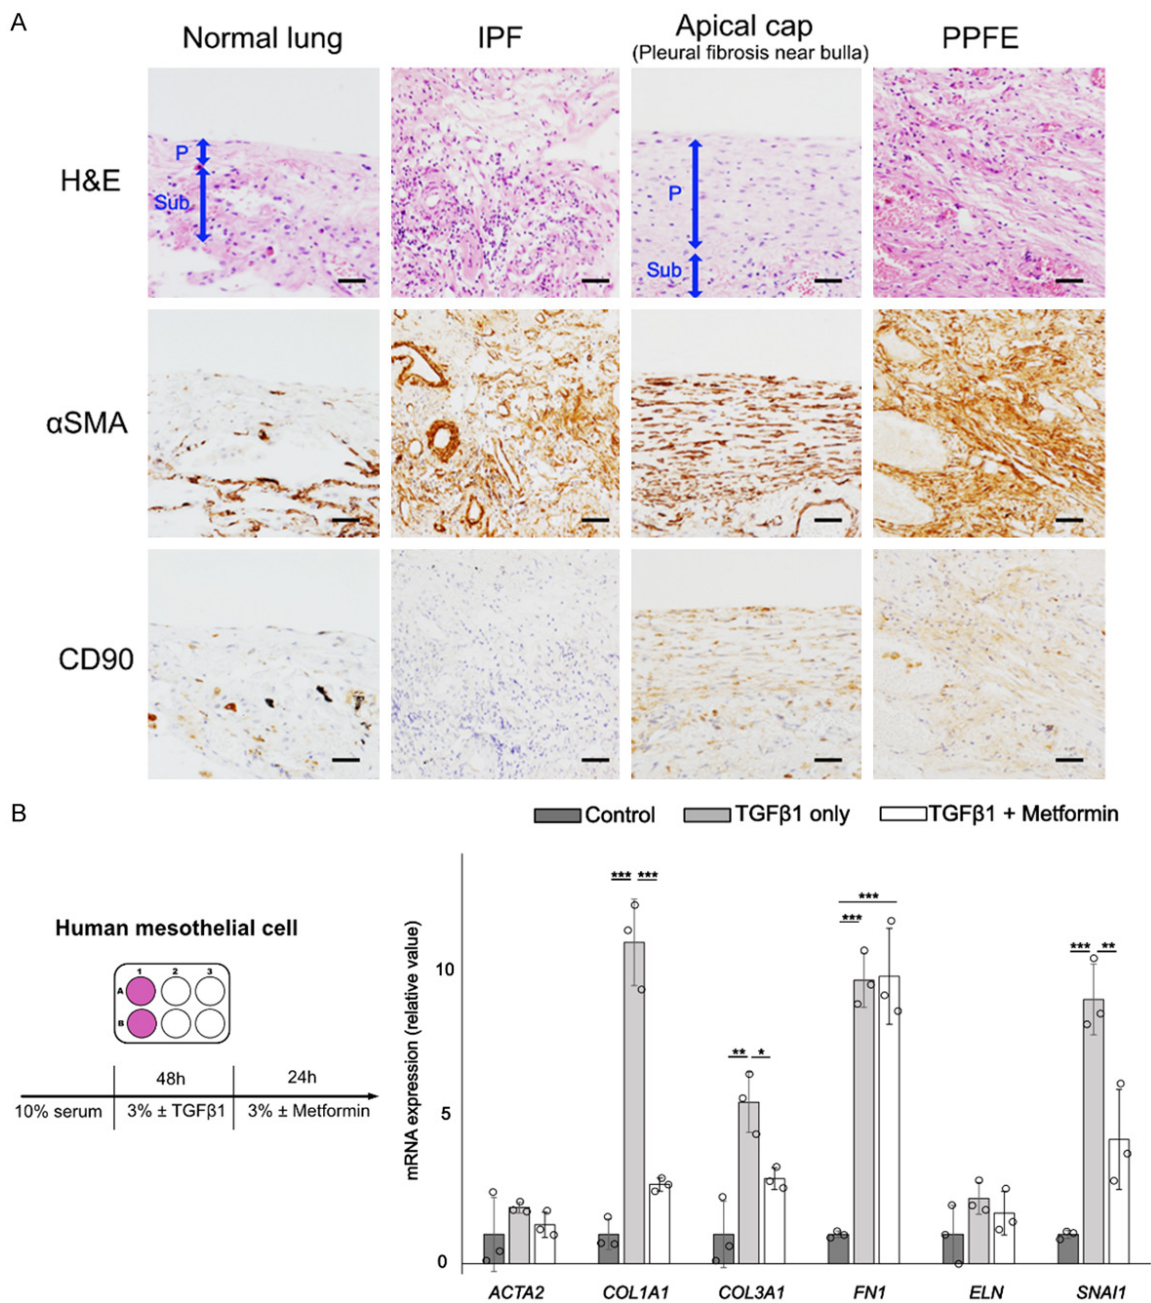 A
Normal lung
IPF
Apical cap
(Pleural fibrosis near bulla)
PPFE
H&E
P
Sub
P
Sub
αSMA
CD90
B
Control
TGFβ1 only
TGFβ1 + Metformin
Human mesothelial cell
1 2 3
A
B
48h
24h
10% serum
3% ± TGFβ1
3% ± Metformin
mRNA expression (relative value)
10
5
0
*** ***
** *
***
***
*** **
ACTA2
COL1A1
COL3A1
FN1
ELN
SNAI1